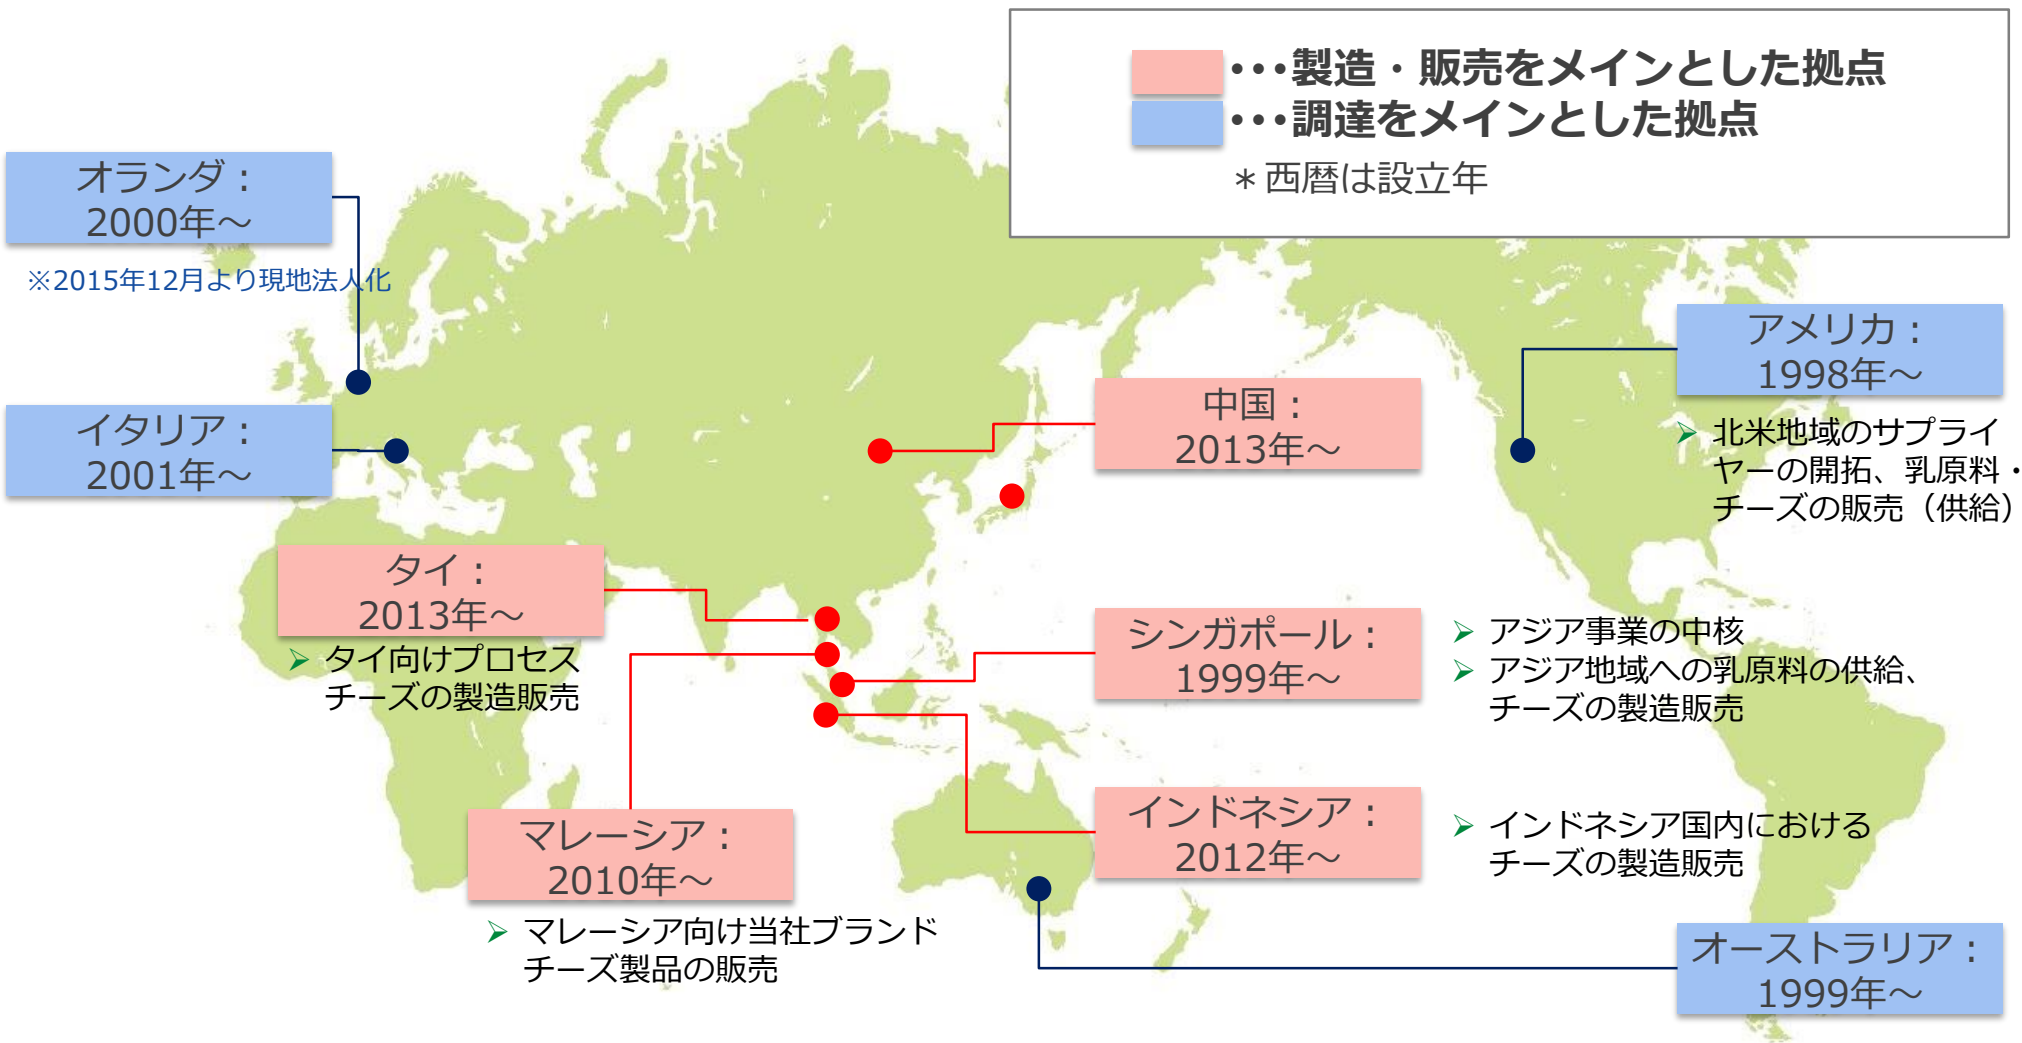 ・・・製造・販売をメインとした拠点
・・・調達をメインとした拠点
＊西暦は設立年
オランダ：
2000年～
※2015年12月より現地法人化
イタリア：
2001年～
アメリカ：
1998年～
➢ 北米地域のサプライ
ヤーの開拓、乳原料・
チーズの販売（供給）
中国：
2013年～
タイ：
2013年～
➢ タイ向けプロセス
チーズの製造販売
シンガポール：
1999年～
➢ アジア事業の中核
➢ アジア地域への乳原料の供給、
チーズの製造販売
マレーシア：
2010年～
➢ マレーシア向け当社ブランド
チーズ製品の販売
インドネシア：
2012年～
➢ インドネシア国内における
チーズの製造販売
オーストラリア：
1999年～